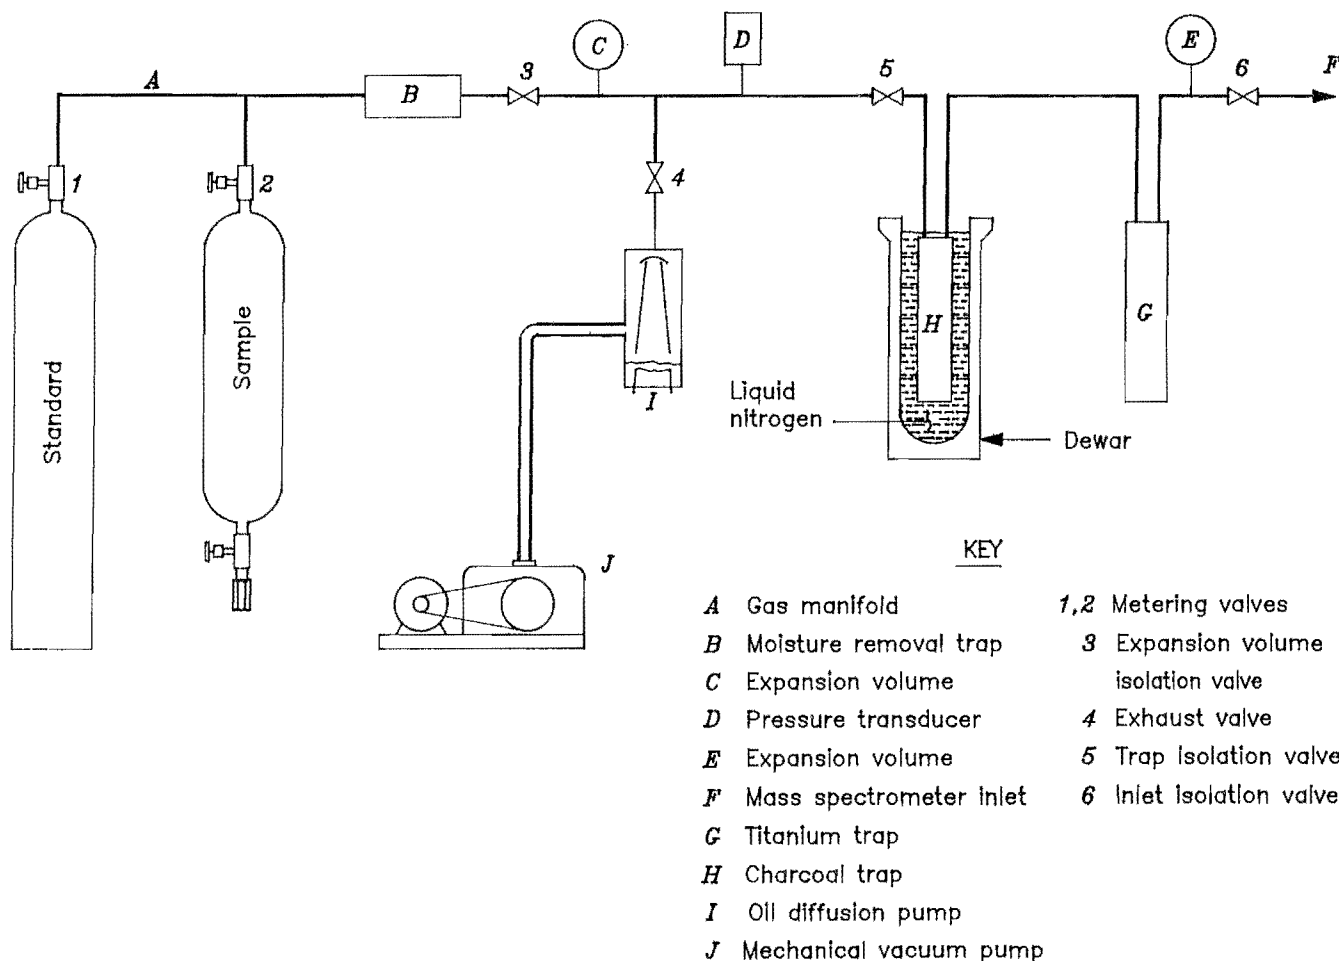 C
D
E
A
3
5
6
F
B
1
2
4
Standard
Sample
H
G
I
Liquid
nitrogen
Dewar
J
KEY
A Gas manifold
B Moisture removal trap
C Expansion volume
D Pressure transducer
E Expansion volume
F Mass spectrometer inlet
G Titanium trap
H Charcoal trap
I Oil diffusion pump
J Mechanical vacuum pump
1,2 Metering valves
3 Expansion volume
isolation valve
4 Exhaust valve
5 Trap isolation valve
6 Inlet isolation valve